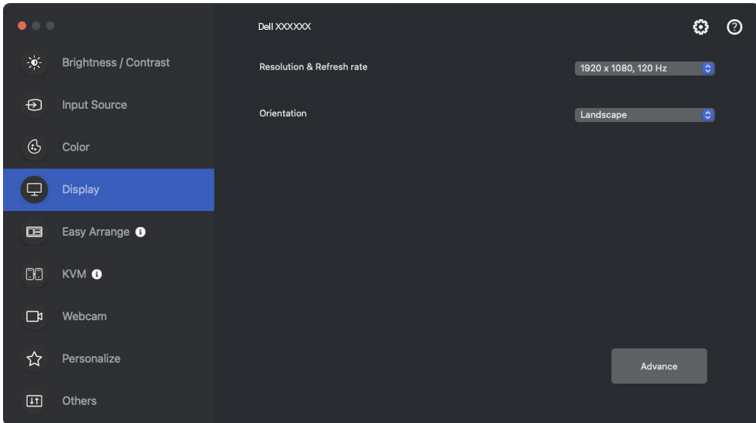 Dell XXXXXX
Brightness / Contrast
Input Source
Color
Display
Easy Arrange
KVM
Webcam
Personalize
Others
Resolution & Refresh rate
1920 x 1080, 120 Hz
Orientation
Landscape
Advance